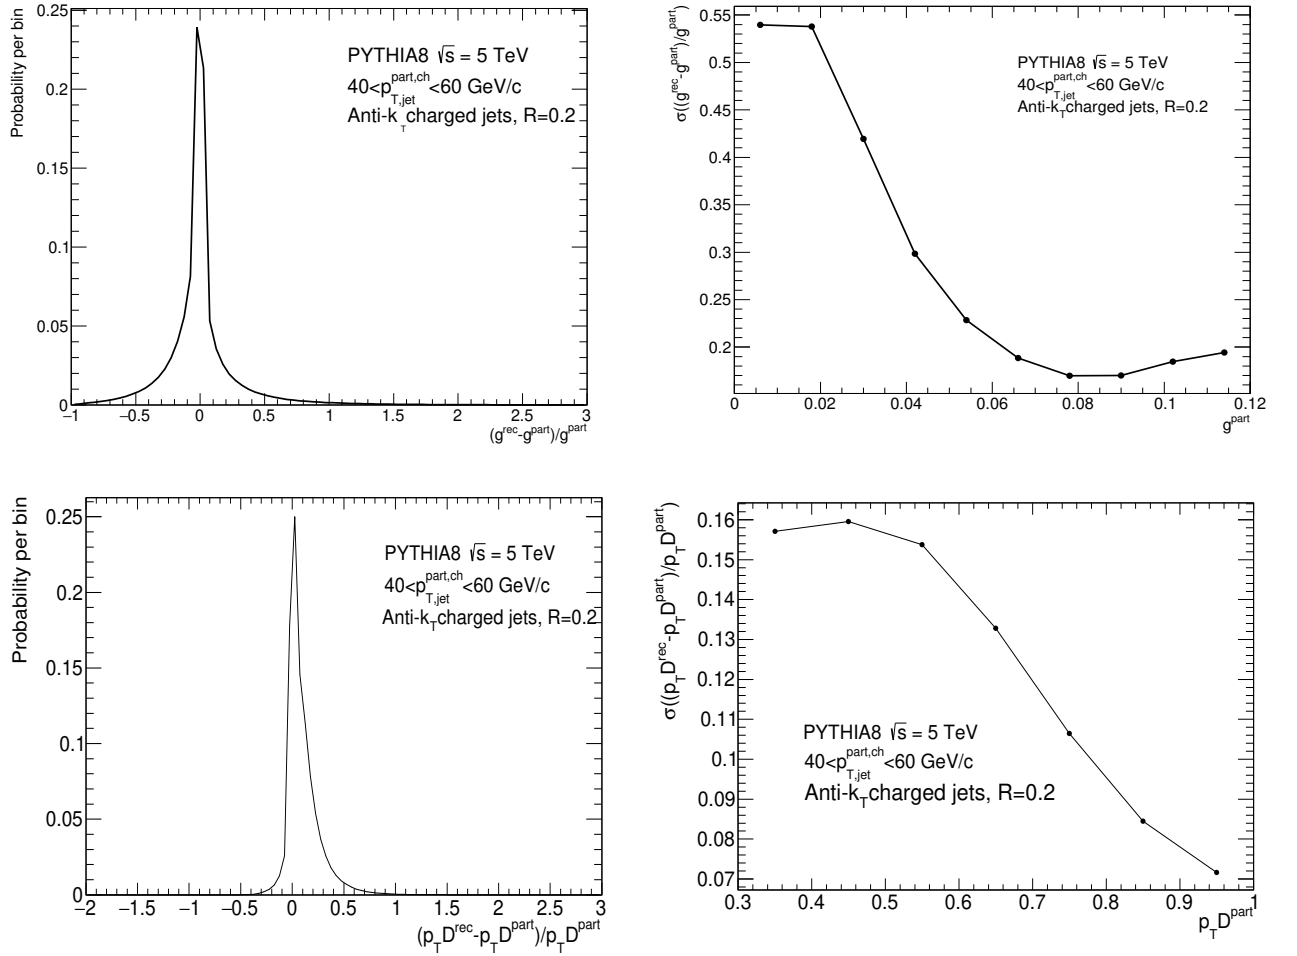 Probability per bin
0.25
0.2
0.15
0.1
0.05
0
−1 −0.5 0 0.5 1 1.5 2 2.5 3
(g^rec-g^part)/g^part
PYTHIA8 √s = 5 TeV
40<p_T,jet^part,ch<60 GeV/c
Anti-k_T charged jets, R=0.2
σ((g^rec-g^part)/g^part)
0.55
0.5
0.45
0.4
0.35
0.3
0.25
0.2
0 0.02 0.04 0.06 0.08 0.1 0.12
g^part
PYTHIA8 √s = 5 TeV
40<p_T,jet^part,ch<60 GeV/c
Anti-k_T charged jets, R=0.2
Probability per bin
0.25
0.2
0.15
0.1
0.05
0
−2 −1.5 −1 −0.5 0 0.5 1 1.5 2 2.5 3
(p_TD^rec-p_TD^part)/p_TD^part
PYTHIA8 √s = 5 TeV
40<p_T,jet^part,ch<60 GeV/c
Anti-k_T charged jets, R=0.2
σ((p_TD^rec-p_TD^part)/p_TD^part)
0.16
0.15
0.14
0.13
0.12
0.11
0.1
0.09
0.08
0.07
0.3 0.4 0.5 0.6 0.7 0.8 0.9 1
p_TD^part
PYTHIA8 √s = 5 TeV
40<p_T,jet^part,ch<60 GeV/c
Anti-k_T charged jets, R=0.2